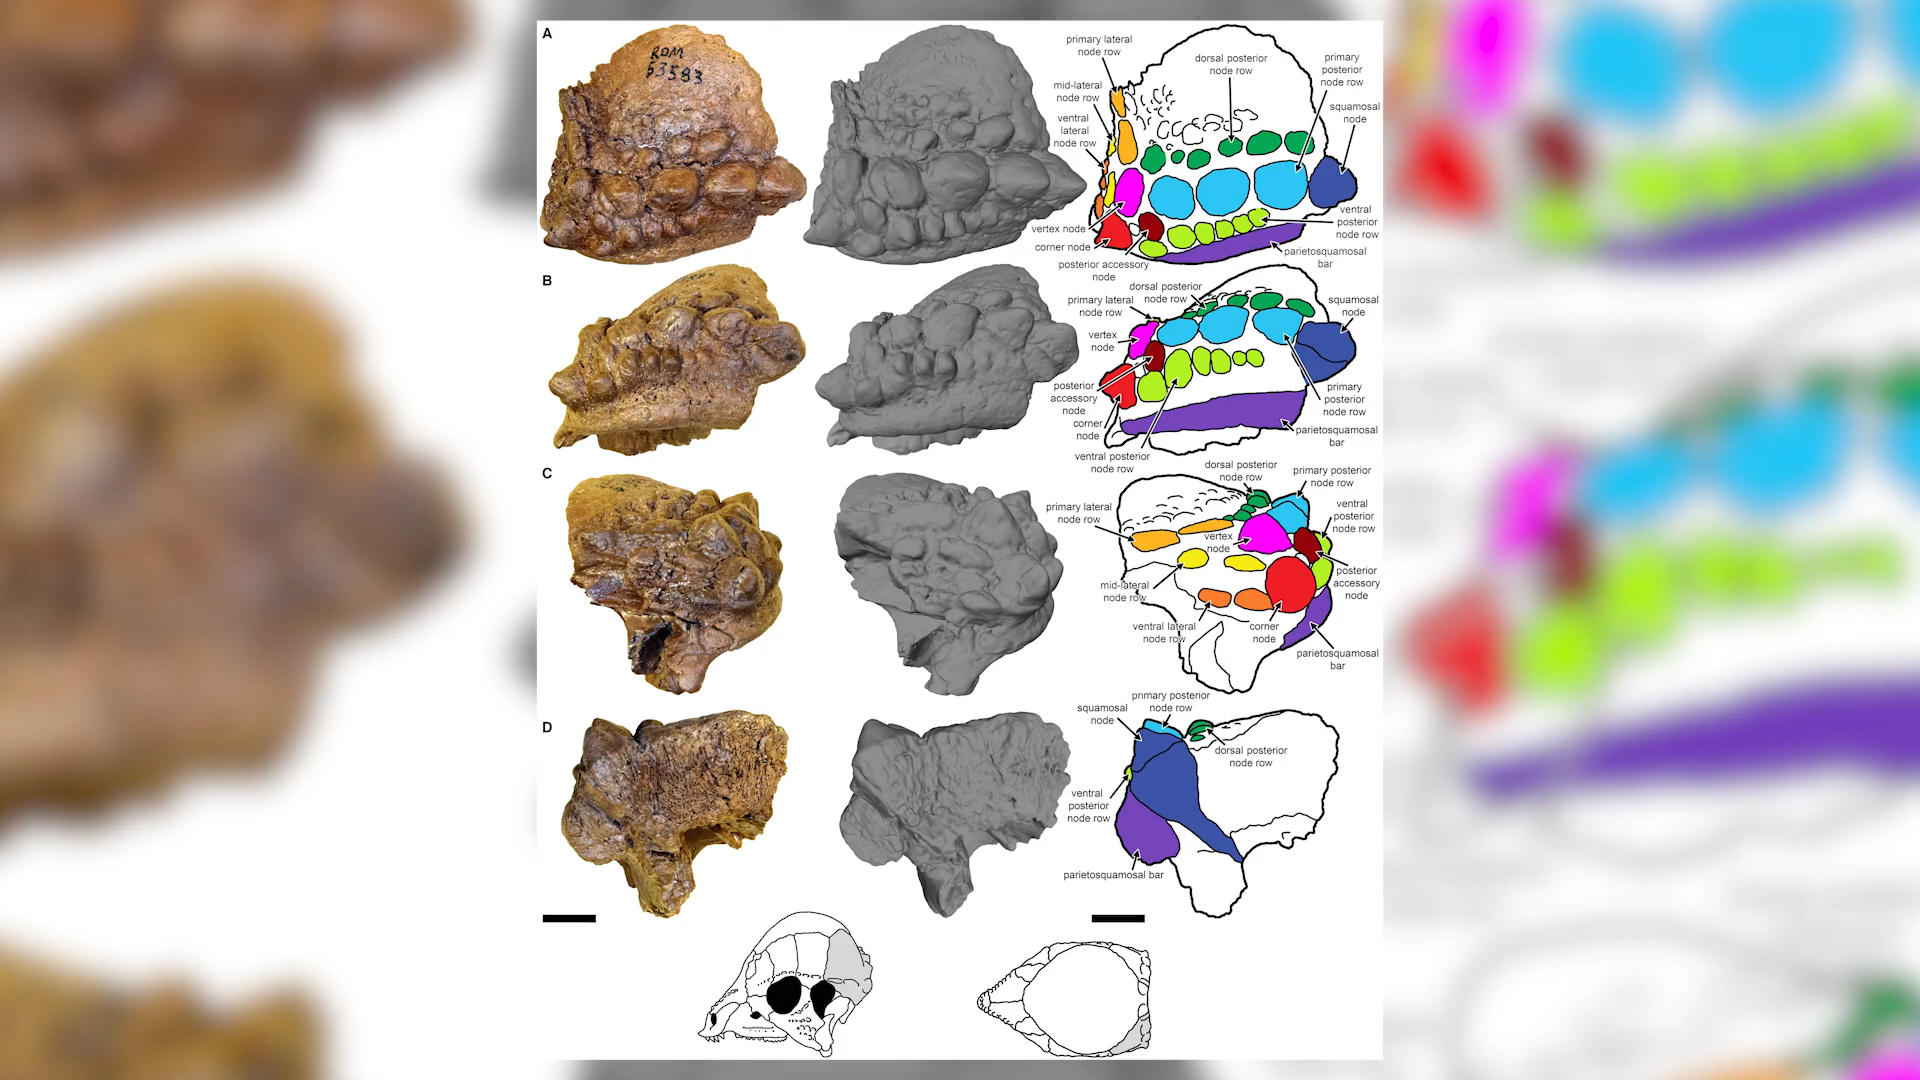 A
ROM
53583
primary lateral
node row
mid-lateral
node row
ventral
lateral
node row
dorsal posterior
node row
primary
posterior
node row
squamosal
node
vertex node
corner node
posterior accessory
node
ventral
posterior
node row
parietosquamosal
bar
B
dorsal posterior
node row
primary lateral
node row
squamosal
node
vertex
node
posterior
accessory
node
corner
node
primary
posterior
node row
parietosquamosal
bar
ventral posterior
node row
C
dorsal posterior
node row
primary posterior
node row
primary lateral
node row
ventral
posterior
node row
vertex
node
mid-lateral
node row
posterior
accessory
node
ventral lateral
node row
corner
node
parietosquamosal
bar
D
primary posterior
node row
squamosal
node
dorsal posterior
node row
ventral
posterior
node row
parietosquamosal bar